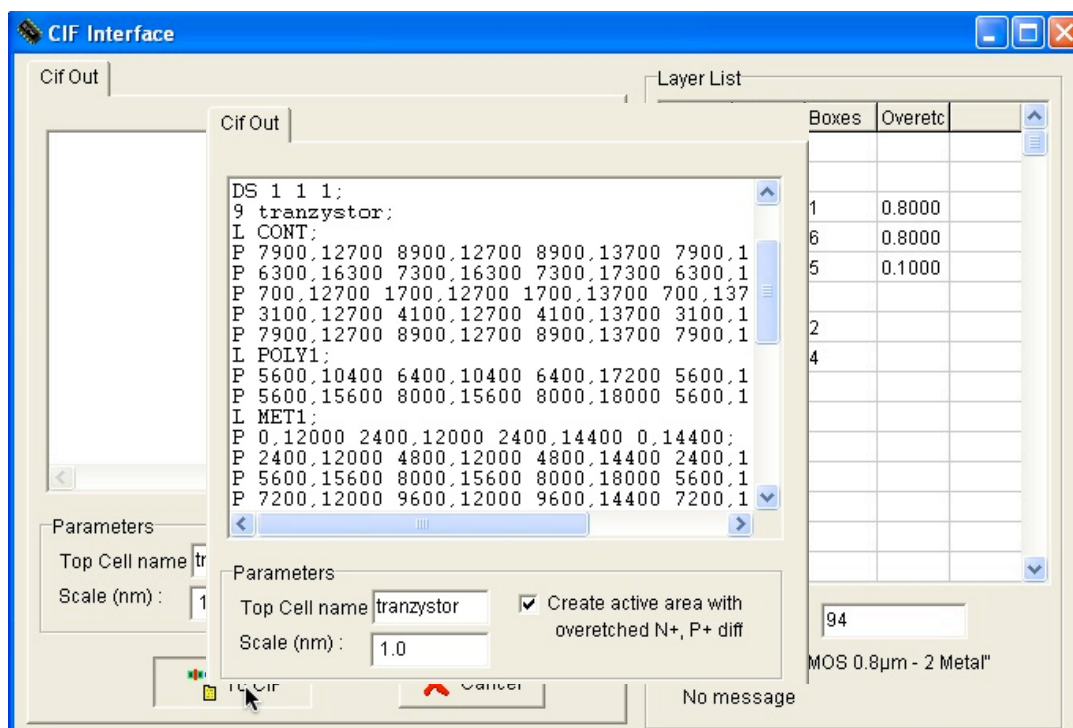 CIF Interface
Cif Out
Layer List
Boxes Overetc
1 0.8000
6 0.8000
5 0.1000
2
4
Cif Out
DS 1 1 1;
9 tranzystor;
L CONT;
P 7900,12700 8900,12700 8900,13700 7900,1
P 6300,16300 7300,16300 7300,17300 6300,1
P 700,12700 1700,12700 1700,13700 700,137
P 3100,12700 4100,12700 4100,13700 3100,1
P 7900,12700 8900,12700 8900,13700 7900,1
L POLY1;
P 5600,10400 6400,10400 6400,17200 5600,1
P 5600,15600 8000,15600 8000,18000 5600,1
L MET1;
P 0,12000 2400,12000 2400,14400 0,14400;
P 2400,12000 4800,12000 4800,14400 2400,1
P 5600,15600 8000,15600 8000,18000 5600,1
P 7200,12000 9600,12000 9600,14400 7200,1
Parameters
Top Cell name tr
Scale (nm) : 1
Parameters
Top Cell name tranzystor
Scale (nm) : 1.0
Create active area with
overetched N+, P+ diff
94
MOS 0.8µm - 2 Metal"
No message
CIF
Cancel